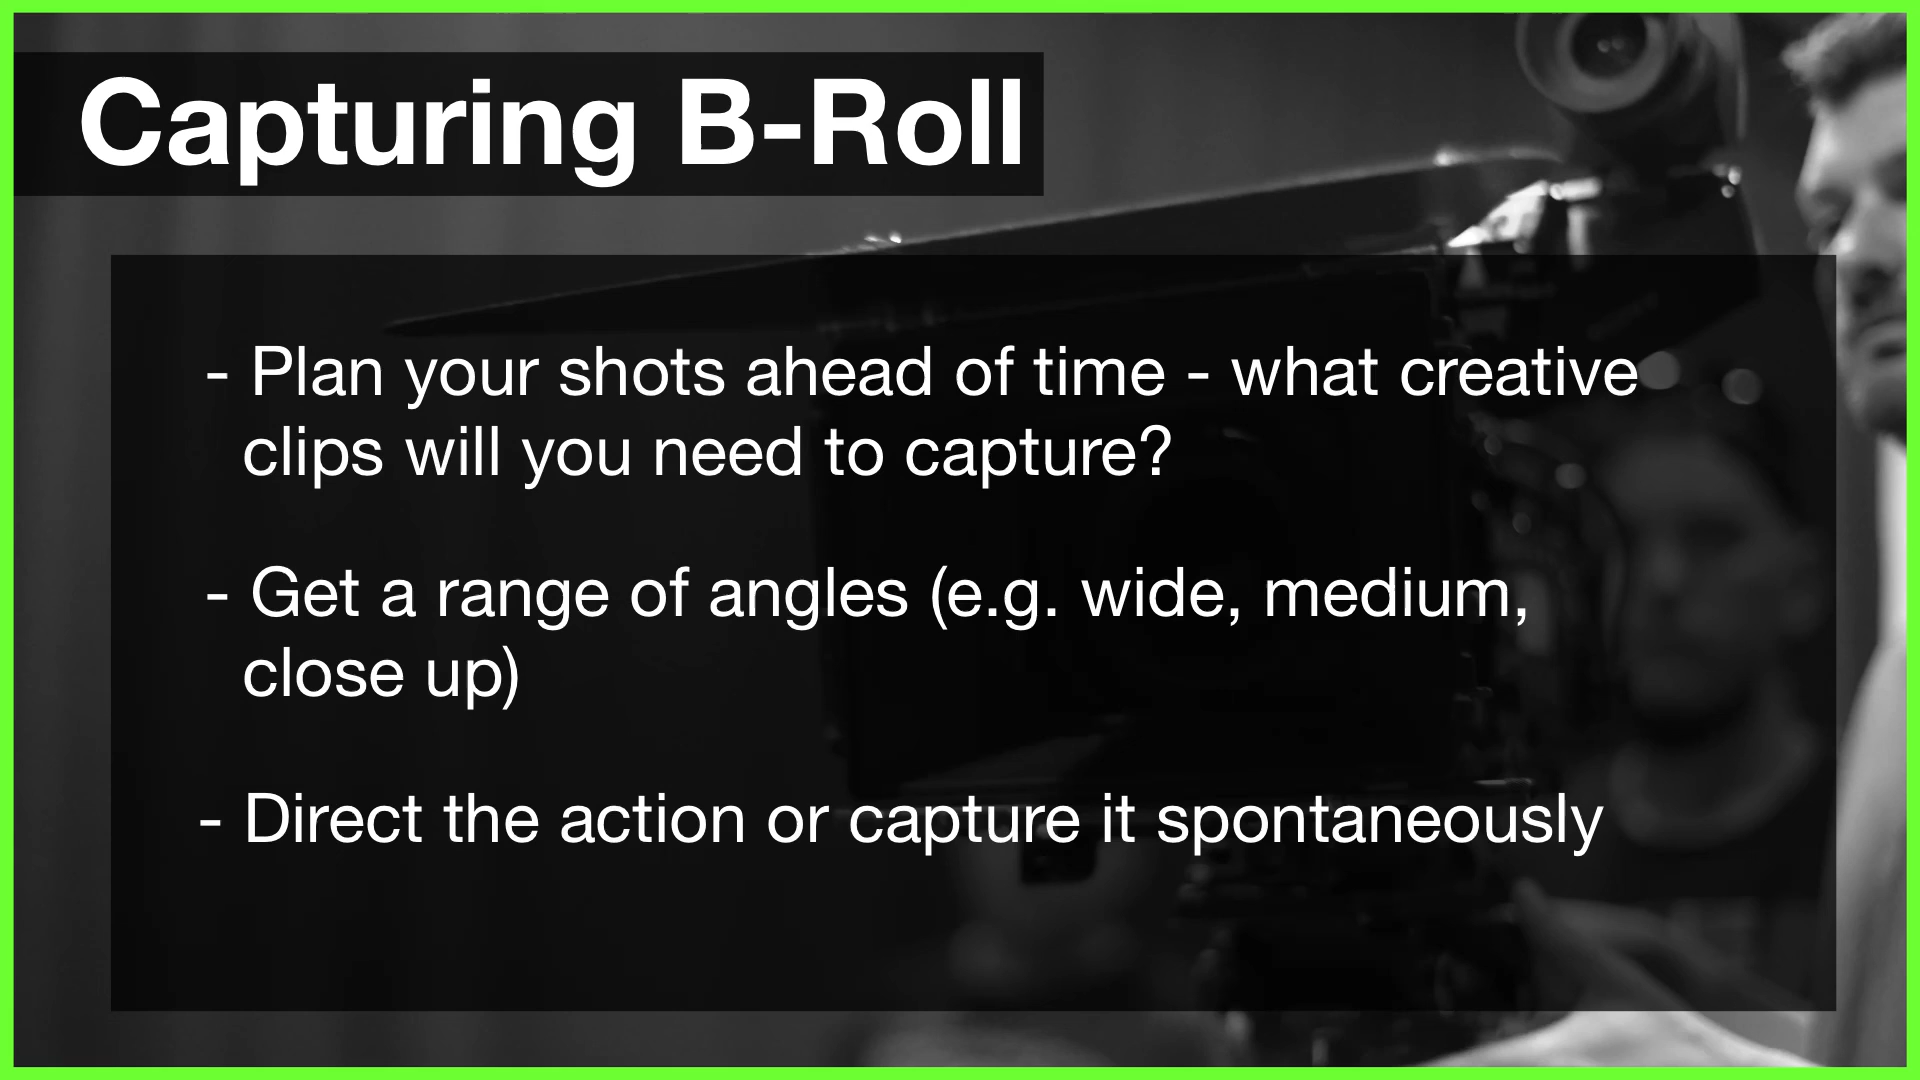 Capturing B-Roll
- Plan your shots ahead of time - what creative
clips will you need to capture?
- Get a range of angles (e.g. wide, medium,
close up)
- Direct the action or capture it spontaneously